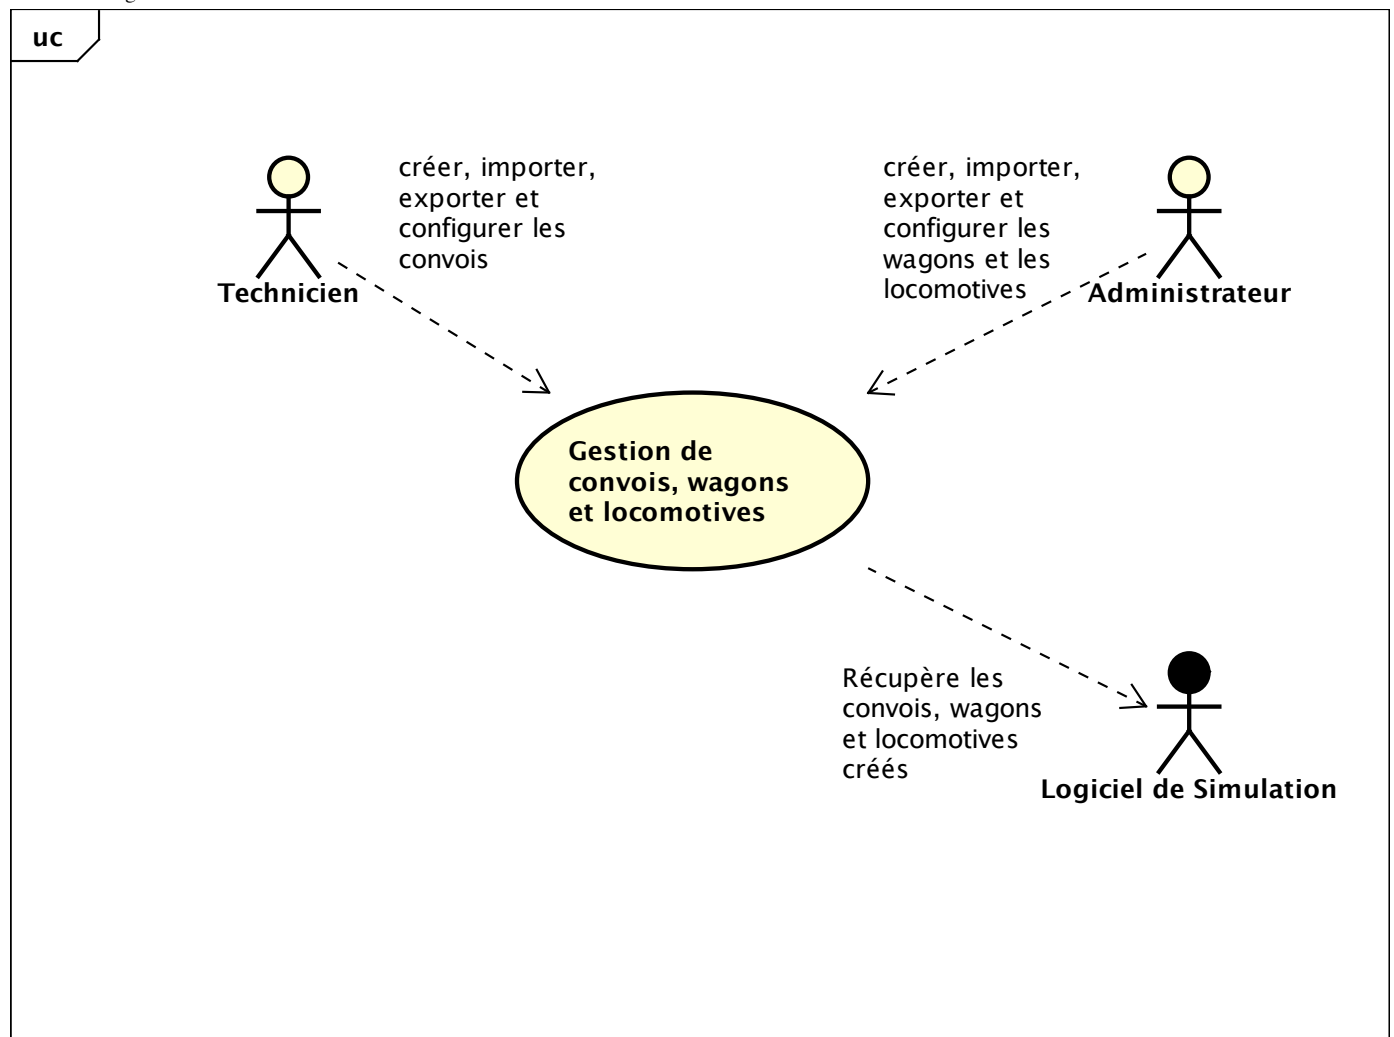 uc
créer, importer,
exporter et
configurer les
convois
créer, importer,
exporter et
configurer les
wagons et les
locomotives
Technicien
Administrateur
Gestion de
convois, wagons
et locomotives
Récupère les
convois, wagons
et locomotives
créés
Logiciel de Simulation